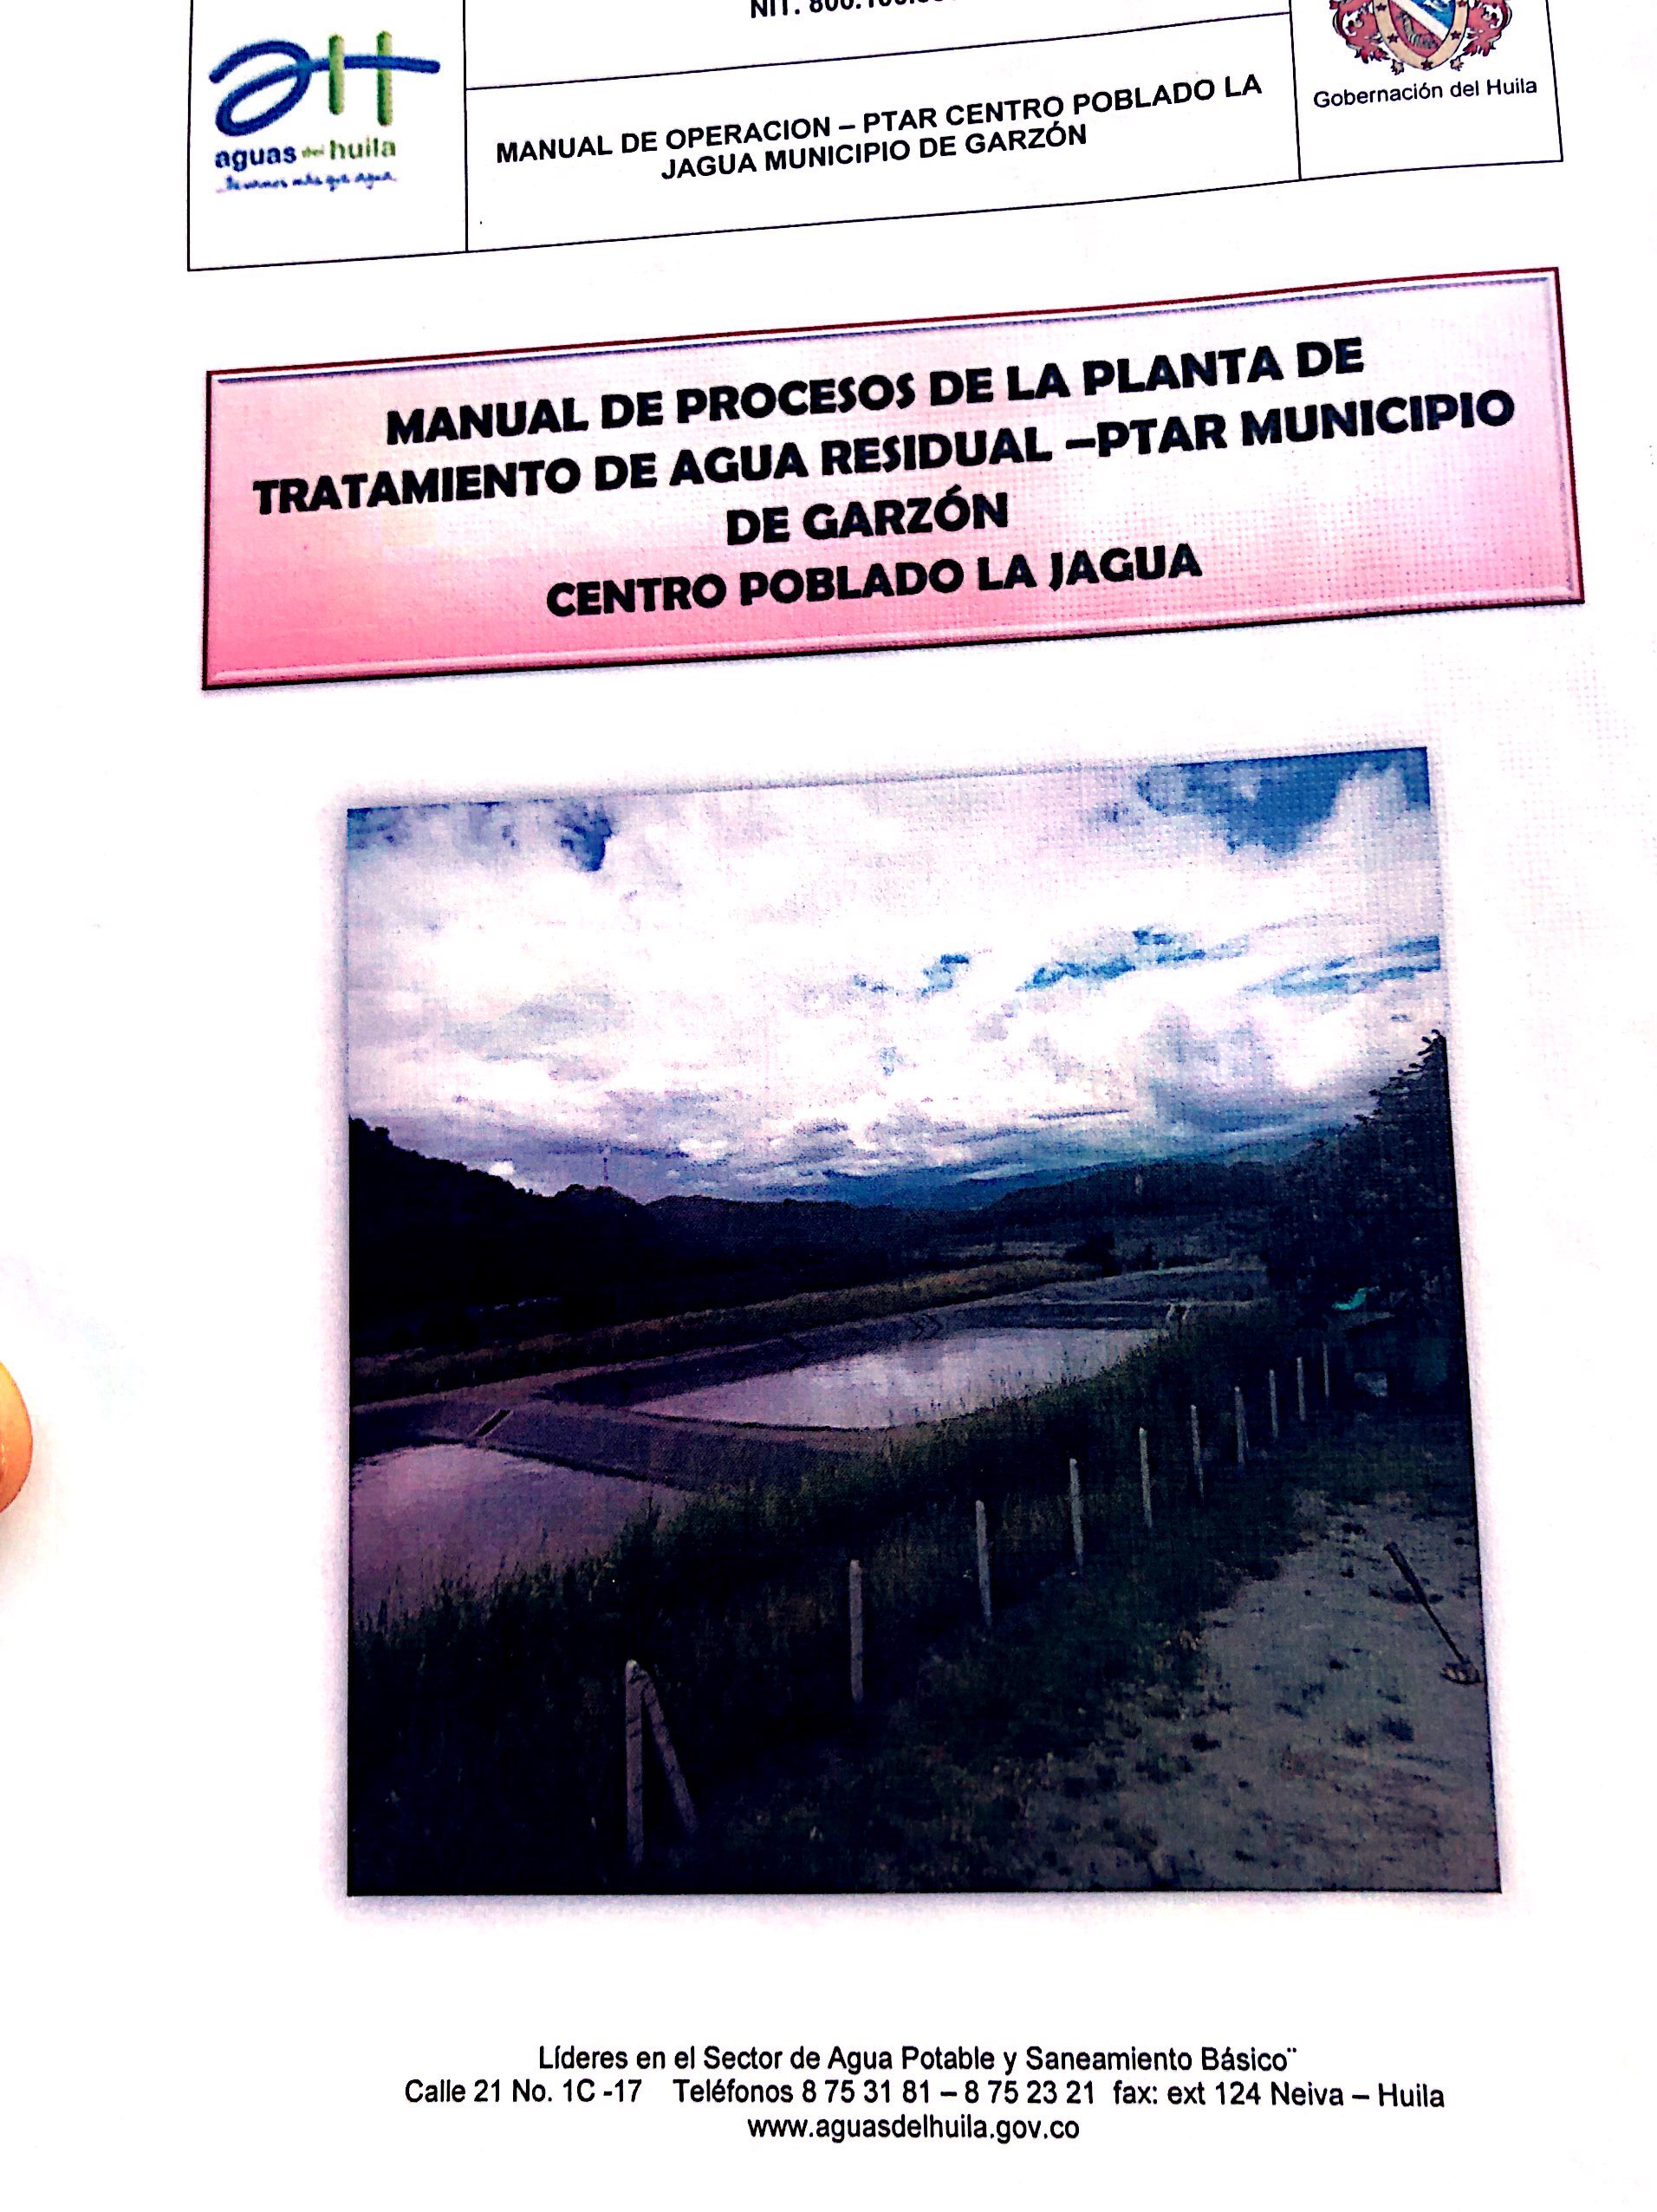 aguas del huila
MANUAL DE OPERACION – PTAR CENTRO POBLADO LA
JAGUA MUNICIPIO DE GARZÓN
Gobernación del Huila
MANUAL DE PROCESOS DE LA PLANTA DE
TRATAMIENTO DE AGUA RESIDUAL –PTAR MUNICIPIO
DE GARZÓN
CENTRO POBLADO LA JAGUA
Líderes en el Sector de Agua Potable y Saneamiento Básico¨
Calle 21 No. 1C -17 Teléfonos 8 75 31 81 – 8 75 23 21 fax: ext 124 Neiva – Huila
www.aguasdelhuila.gov.co